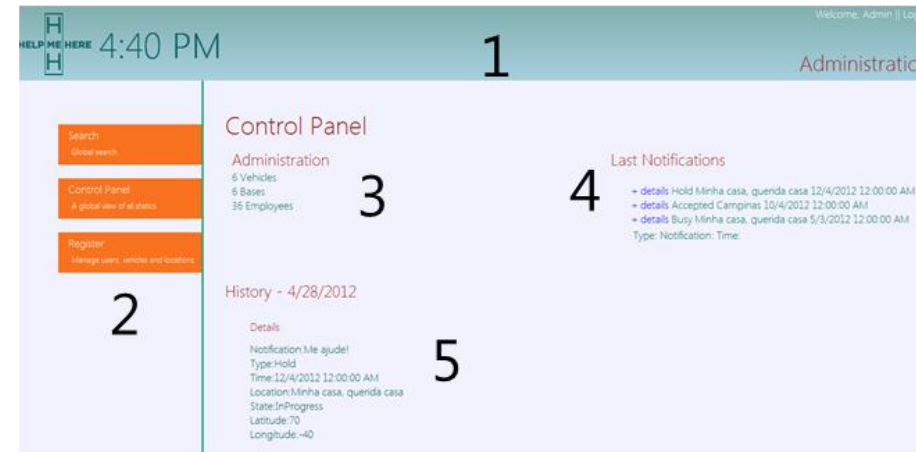 H
HELP ME HERE 4:40 PM
H
Welcome, Admin || Log
1
Administratio
Search
Global search
Control Panel
A global view of all statics
Register
Manage users, vehicles and locations
2
Control Panel
Administration
6 Vehicles
6 Bases
36 Employees
3
Last Notifications
4
+ details Hold Minha casa, querida casa 12/4/2012 12:00:00 AM
+ details Accepted Campinas 10/4/2012 12:00:00 AM
+ details Busy Minha casa, querida casa 5/3/2012 12:00:00 AM
Type: Notification: Time:
History - 4/28/2012
Details
Notification:Me ajude!
Type:Hold
Time:12/4/2012 12:00:00 AM
Location:Minha casa, querida casa
State:InProgress
Latitude:70
Longitude:-40
5